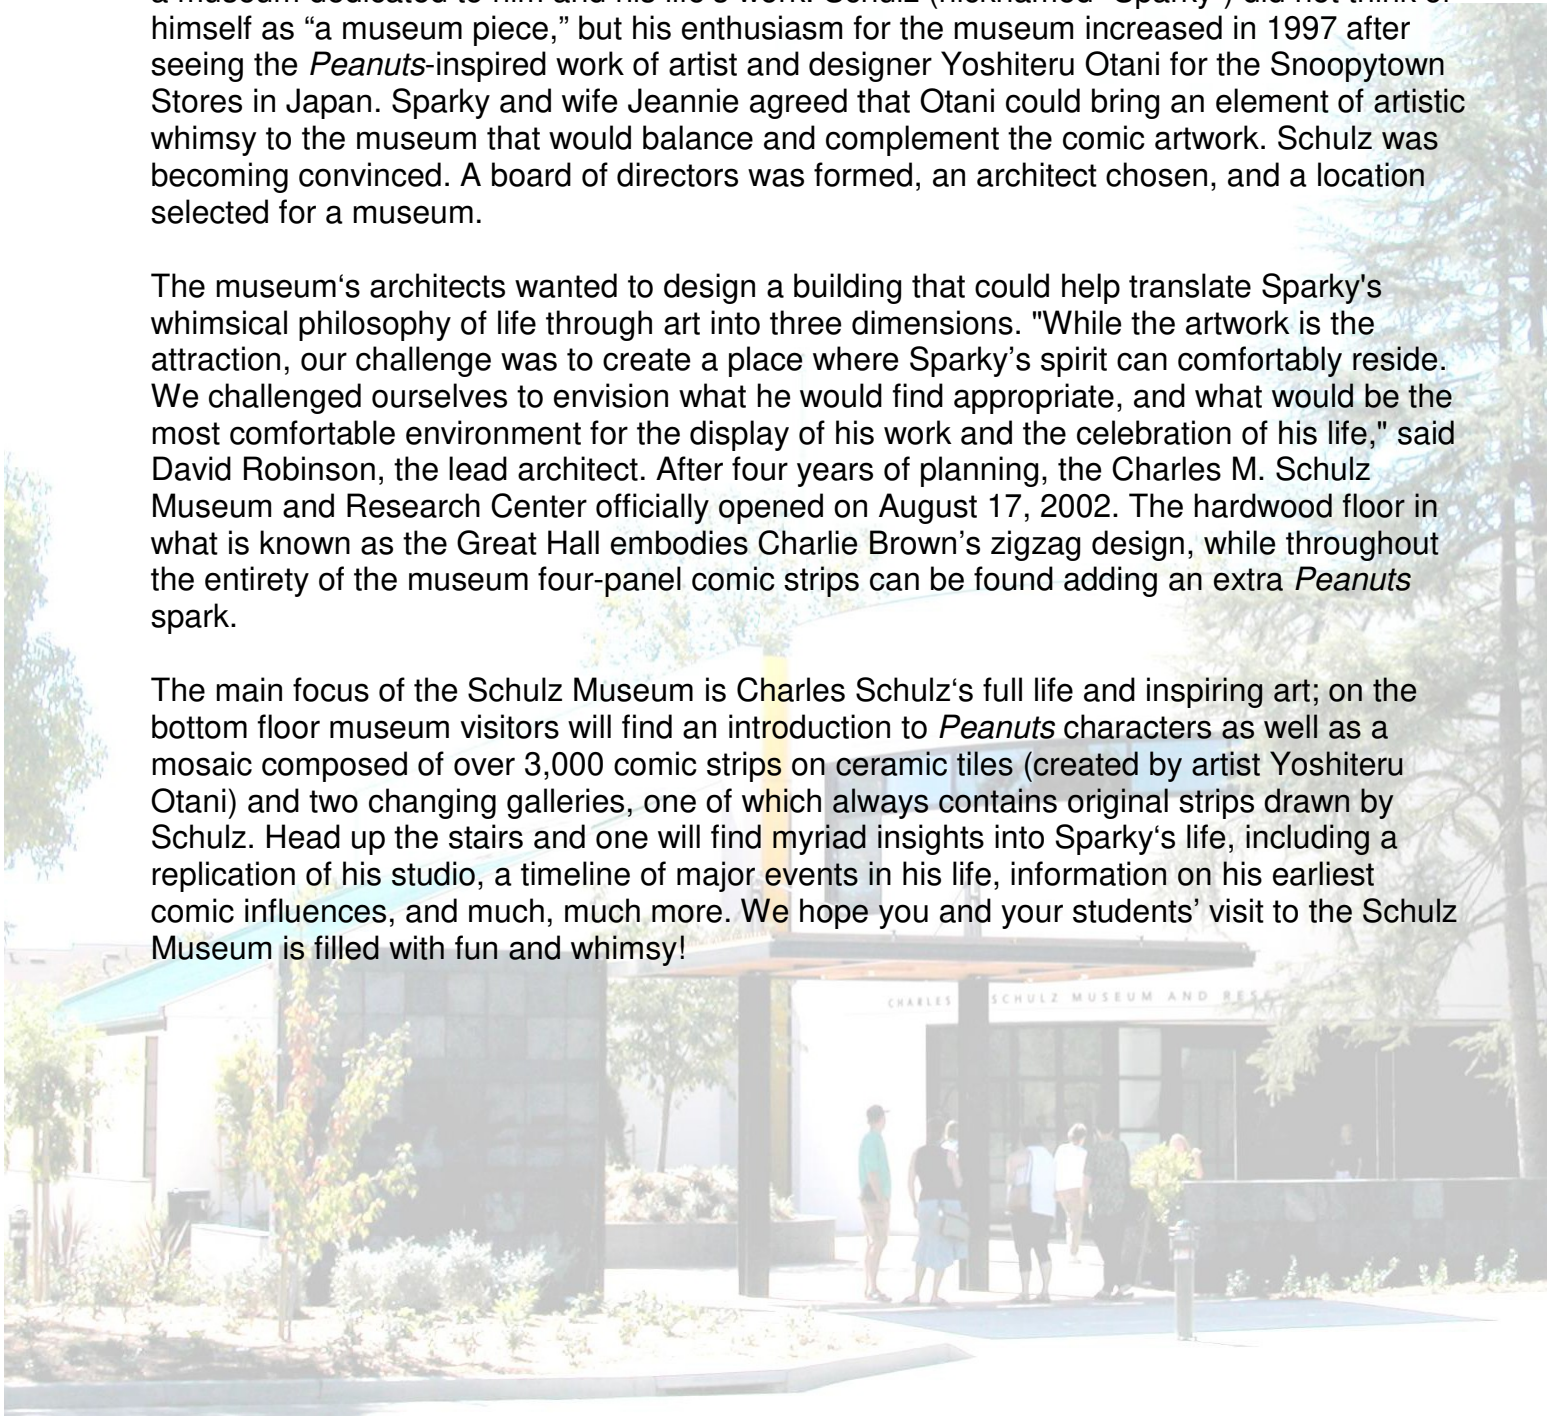 a museum dedicated to him and his life's work. Schulz (nicknamed "Sparky") did not think of
himself as “a museum piece,” but his enthusiasm for the museum increased in 1997 after
seeing the Peanuts-inspired work of artist and designer Yoshiteru Otani for the Snoopytown
Stores in Japan. Sparky and wife Jeannie agreed that Otani could bring an element of artistic
whimsy to the museum that would balance and complement the comic artwork. Schulz was
becoming convinced. A board of directors was formed, an architect chosen, and a location
selected for a museum.
The museum‘s architects wanted to design a building that could help translate Sparky's
whimsical philosophy of life through art into three dimensions. "While the artwork is the
attraction, our challenge was to create a place where Sparky’s spirit can comfortably reside.
We challenged ourselves to envision what he would find appropriate, and what would be the
most comfortable environment for the display of his work and the celebration of his life," said
David Robinson, the lead architect. After four years of planning, the Charles M. Schulz
Museum and Research Center officially opened on August 17, 2002. The hardwood floor in
what is known as the Great Hall embodies Charlie Brown’s zigzag design, while throughout
the entirety of the museum four-panel comic strips can be found adding an extra Peanuts
spark.
The main focus of the Schulz Museum is Charles Schulz‘s full life and inspiring art; on the
bottom floor museum visitors will find an introduction to Peanuts characters as well as a
mosaic composed of over 3,000 comic strips on ceramic tiles (created by artist Yoshiteru
Otani) and two changing galleries, one of which always contains original strips drawn by
Schulz. Head up the stairs and one will find myriad insights into Sparky‘s life, including a
replication of his studio, a timeline of major events in his life, information on his earliest
comic influences, and much, much more. We hope you and your students’ visit to the Schulz
Museum is filled with fun and whimsy!
CHARLES SCHULZ MUSEUM AND RES